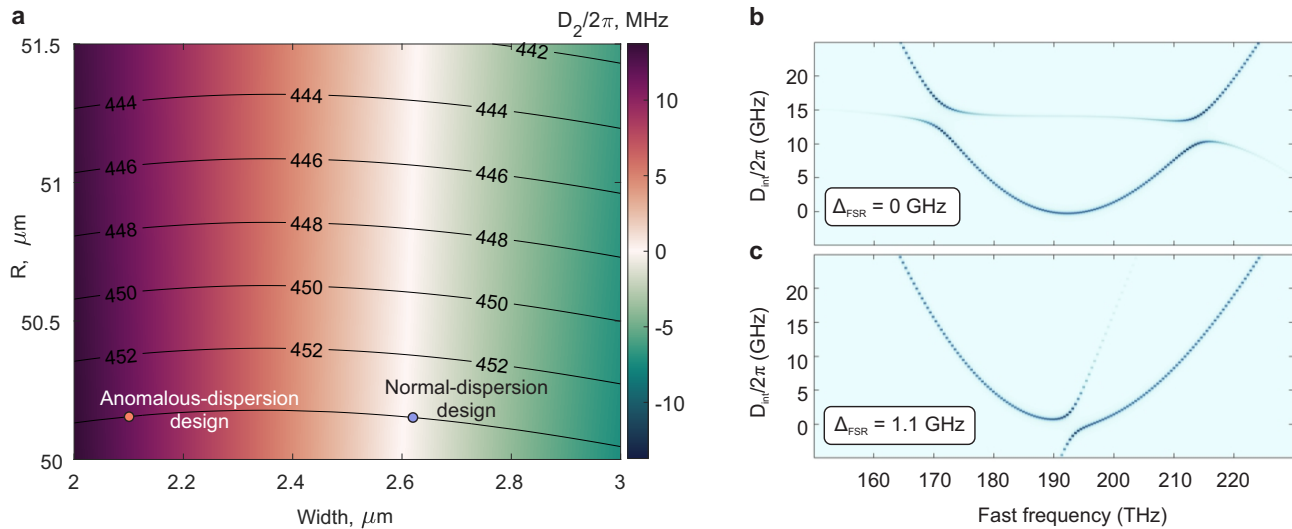 a
D₂/2π, MHz
51.5
51
50.5
50
R, μm
442
444 444 444
446 446 446
448 448 448
450 450 450
452 452 452
Anomalous-dispersion
design
Normal-dispersion
design
2 2.2 2.4 2.6 2.8 3
Width, μm
10
5
0
-5
-10
b
20
15
10
5
0
D_int/2π (GHz)
Δ_FSR = 0 GHz
c
20
15
10
5
0
D_int/2π (GHz)
Δ_FSR = 1.1 GHz
160 170 180 190 200 210 220
Fast frequency (THz)